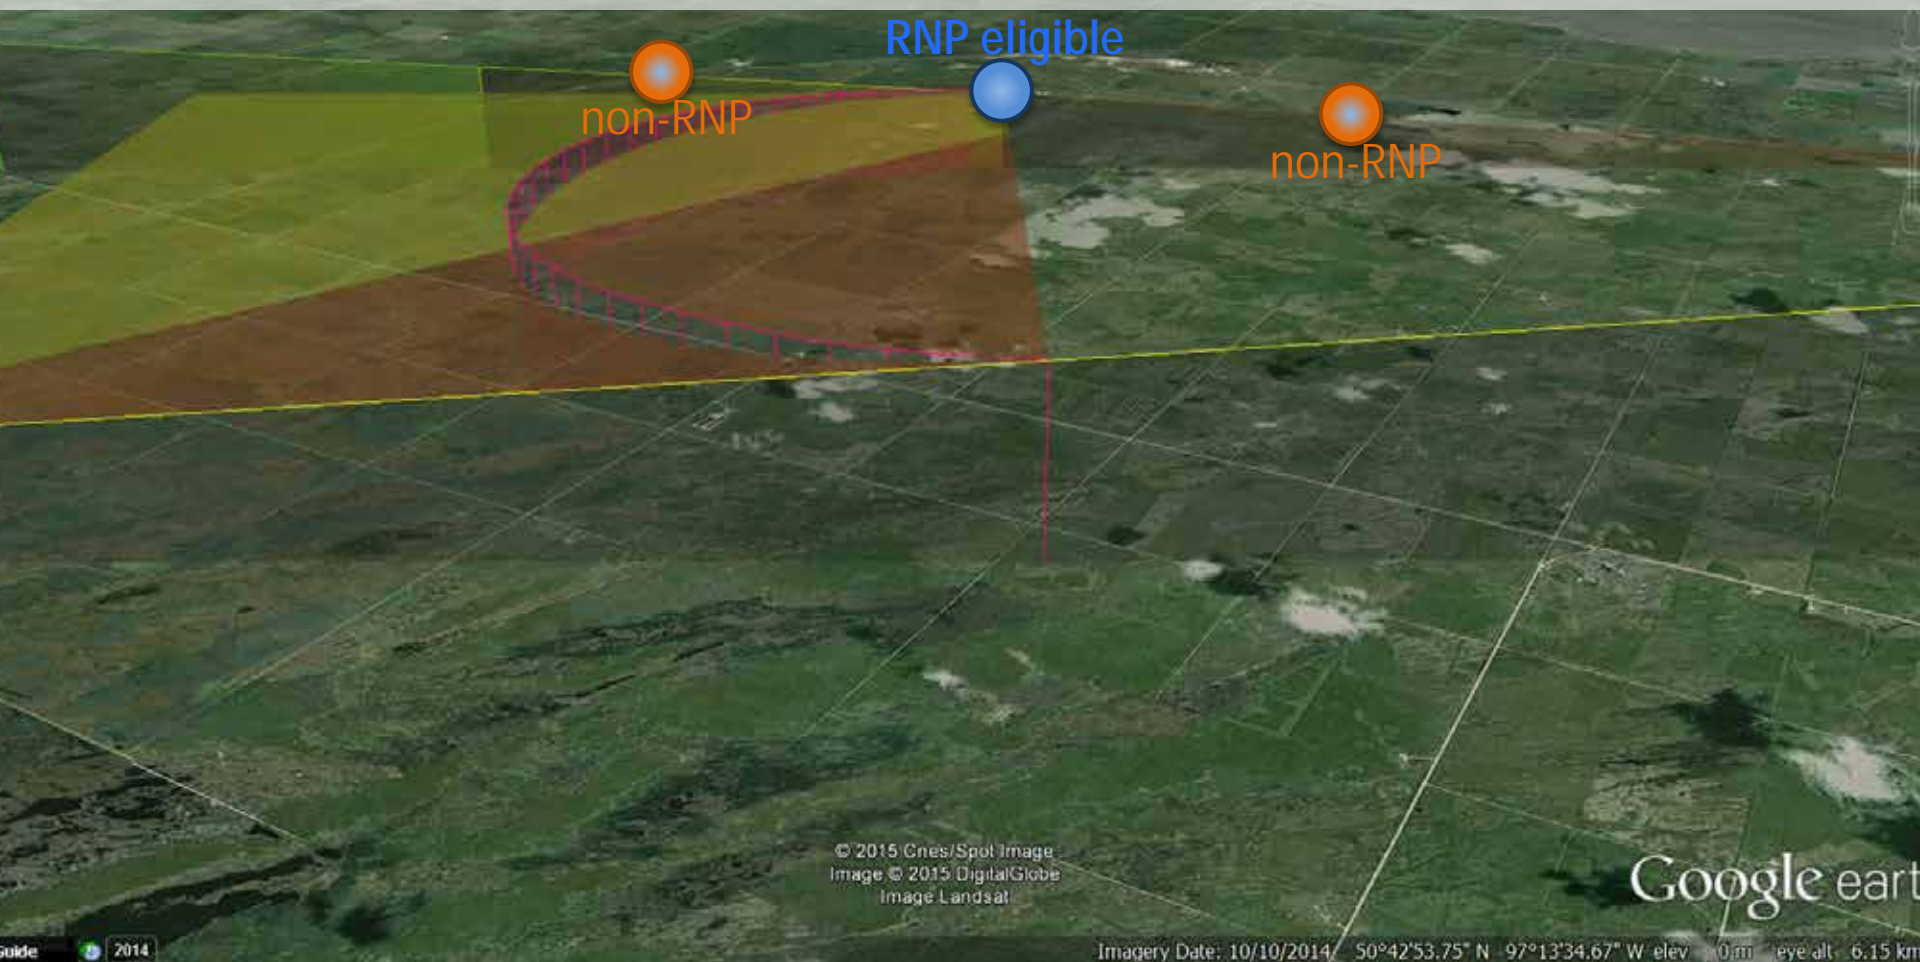 RNP eligible
non-RNP
non-RNP
© 2015 Cnes/Spot Image
Image © 2015 DigitalGlobe
Image Landsat
Google eart
Guide
2014
Imagery Date: 10/10/2014 50°42'53.75" N 97°13'34.67" W elev 0 m eye alt 6.15 km